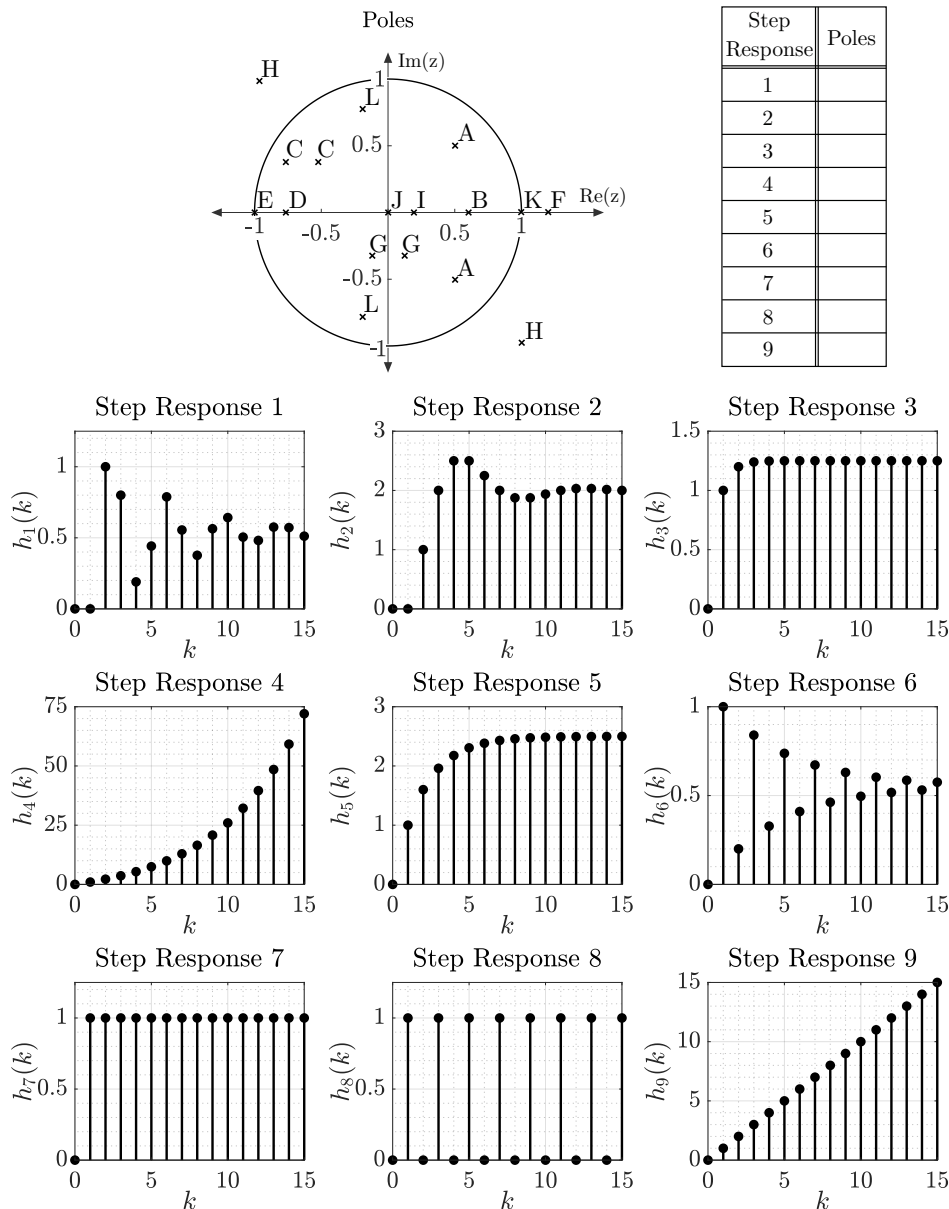 Poles
H
1
Im(z)
L
A
0.5
C C
E D J I B K F
Re(z)
-1 -0.5 0 0.5 1
G G
-0.5
A
L
H
-1
Step Response | Poles
1
2
3
4
5
6
7
8
9
Step Response 1
h₁(k)
1
0.5
0
0 5 10 15
k
Step Response 2
h₂(k)
3
2
1
0
0 5 10 15
k
Step Response 3
h₃(k)
1.5
1
0.5
0
0 5 10 15
k
Step Response 4
h₄(k)
75
50
25
0
0 5 10 15
k
Step Response 5
h₅(k)
3
2
1
0
0 5 10 15
k
Step Response 6
h₆(k)
1
0.5
0
0 5 10 15
k
Step Response 7
h₇(k)
1
0.5
0
0 5 10 15
k
Step Response 8
h₈(k)
1
0.5
0
0 5 10 15
k
Step Response 9
h₉(k)
15
10
5
0
0 5 10 15
k